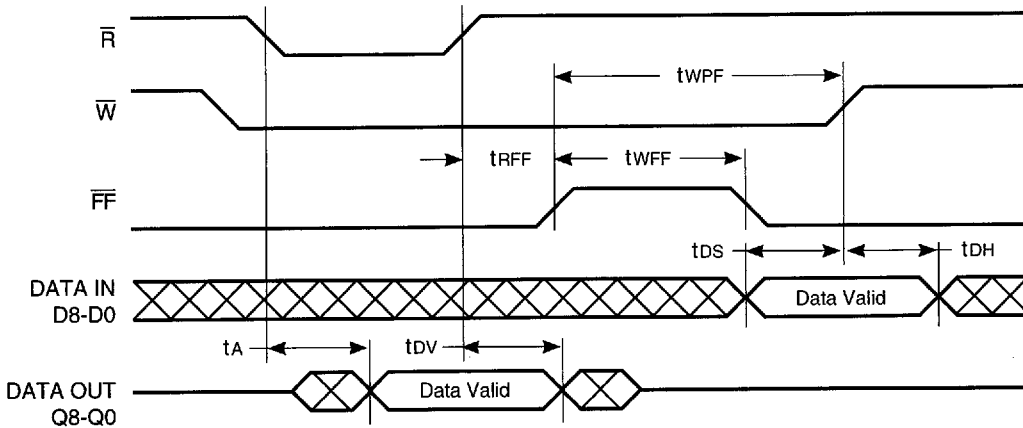 R̅
tWPF
W̅
tRFF
tWFF
F̅F̅
tDS
tDH
DATA IN
D8-D0
Data Valid
tA
tDV
DATA OUT
Q8-Q0
Data Valid